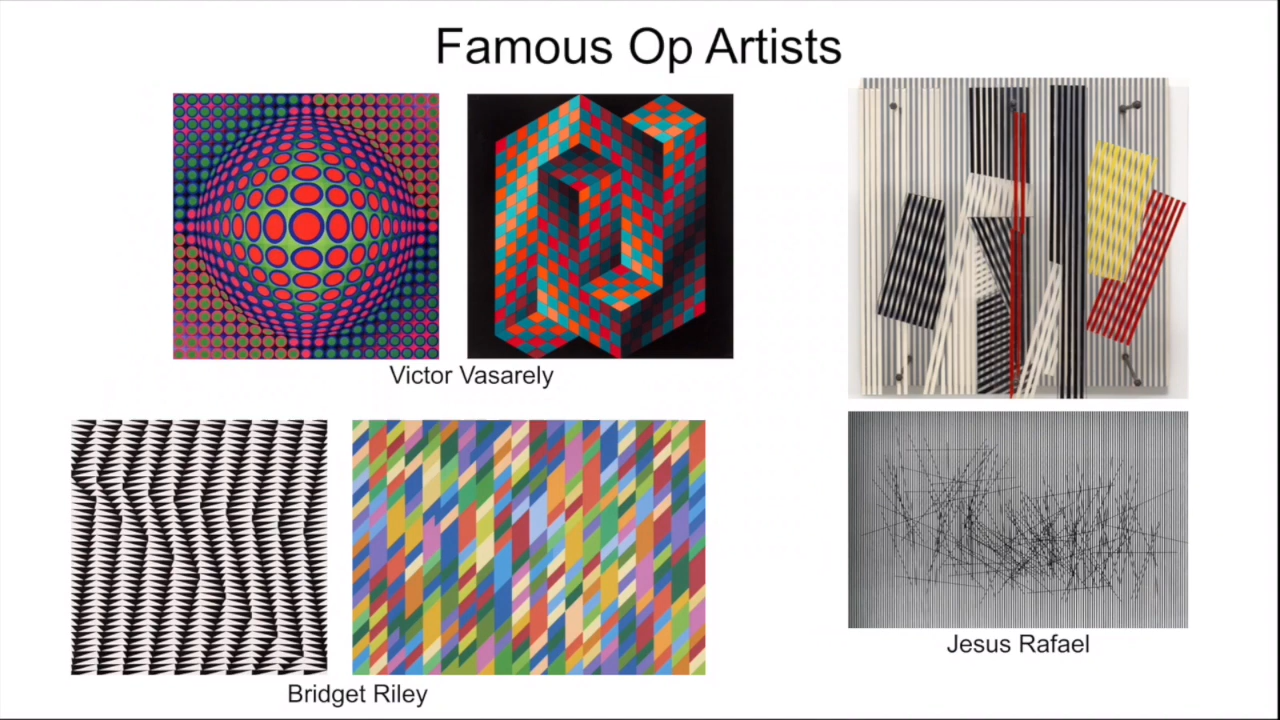 Famous Op Artists
Victor Vasarely
Bridget Riley
Jesus Rafael